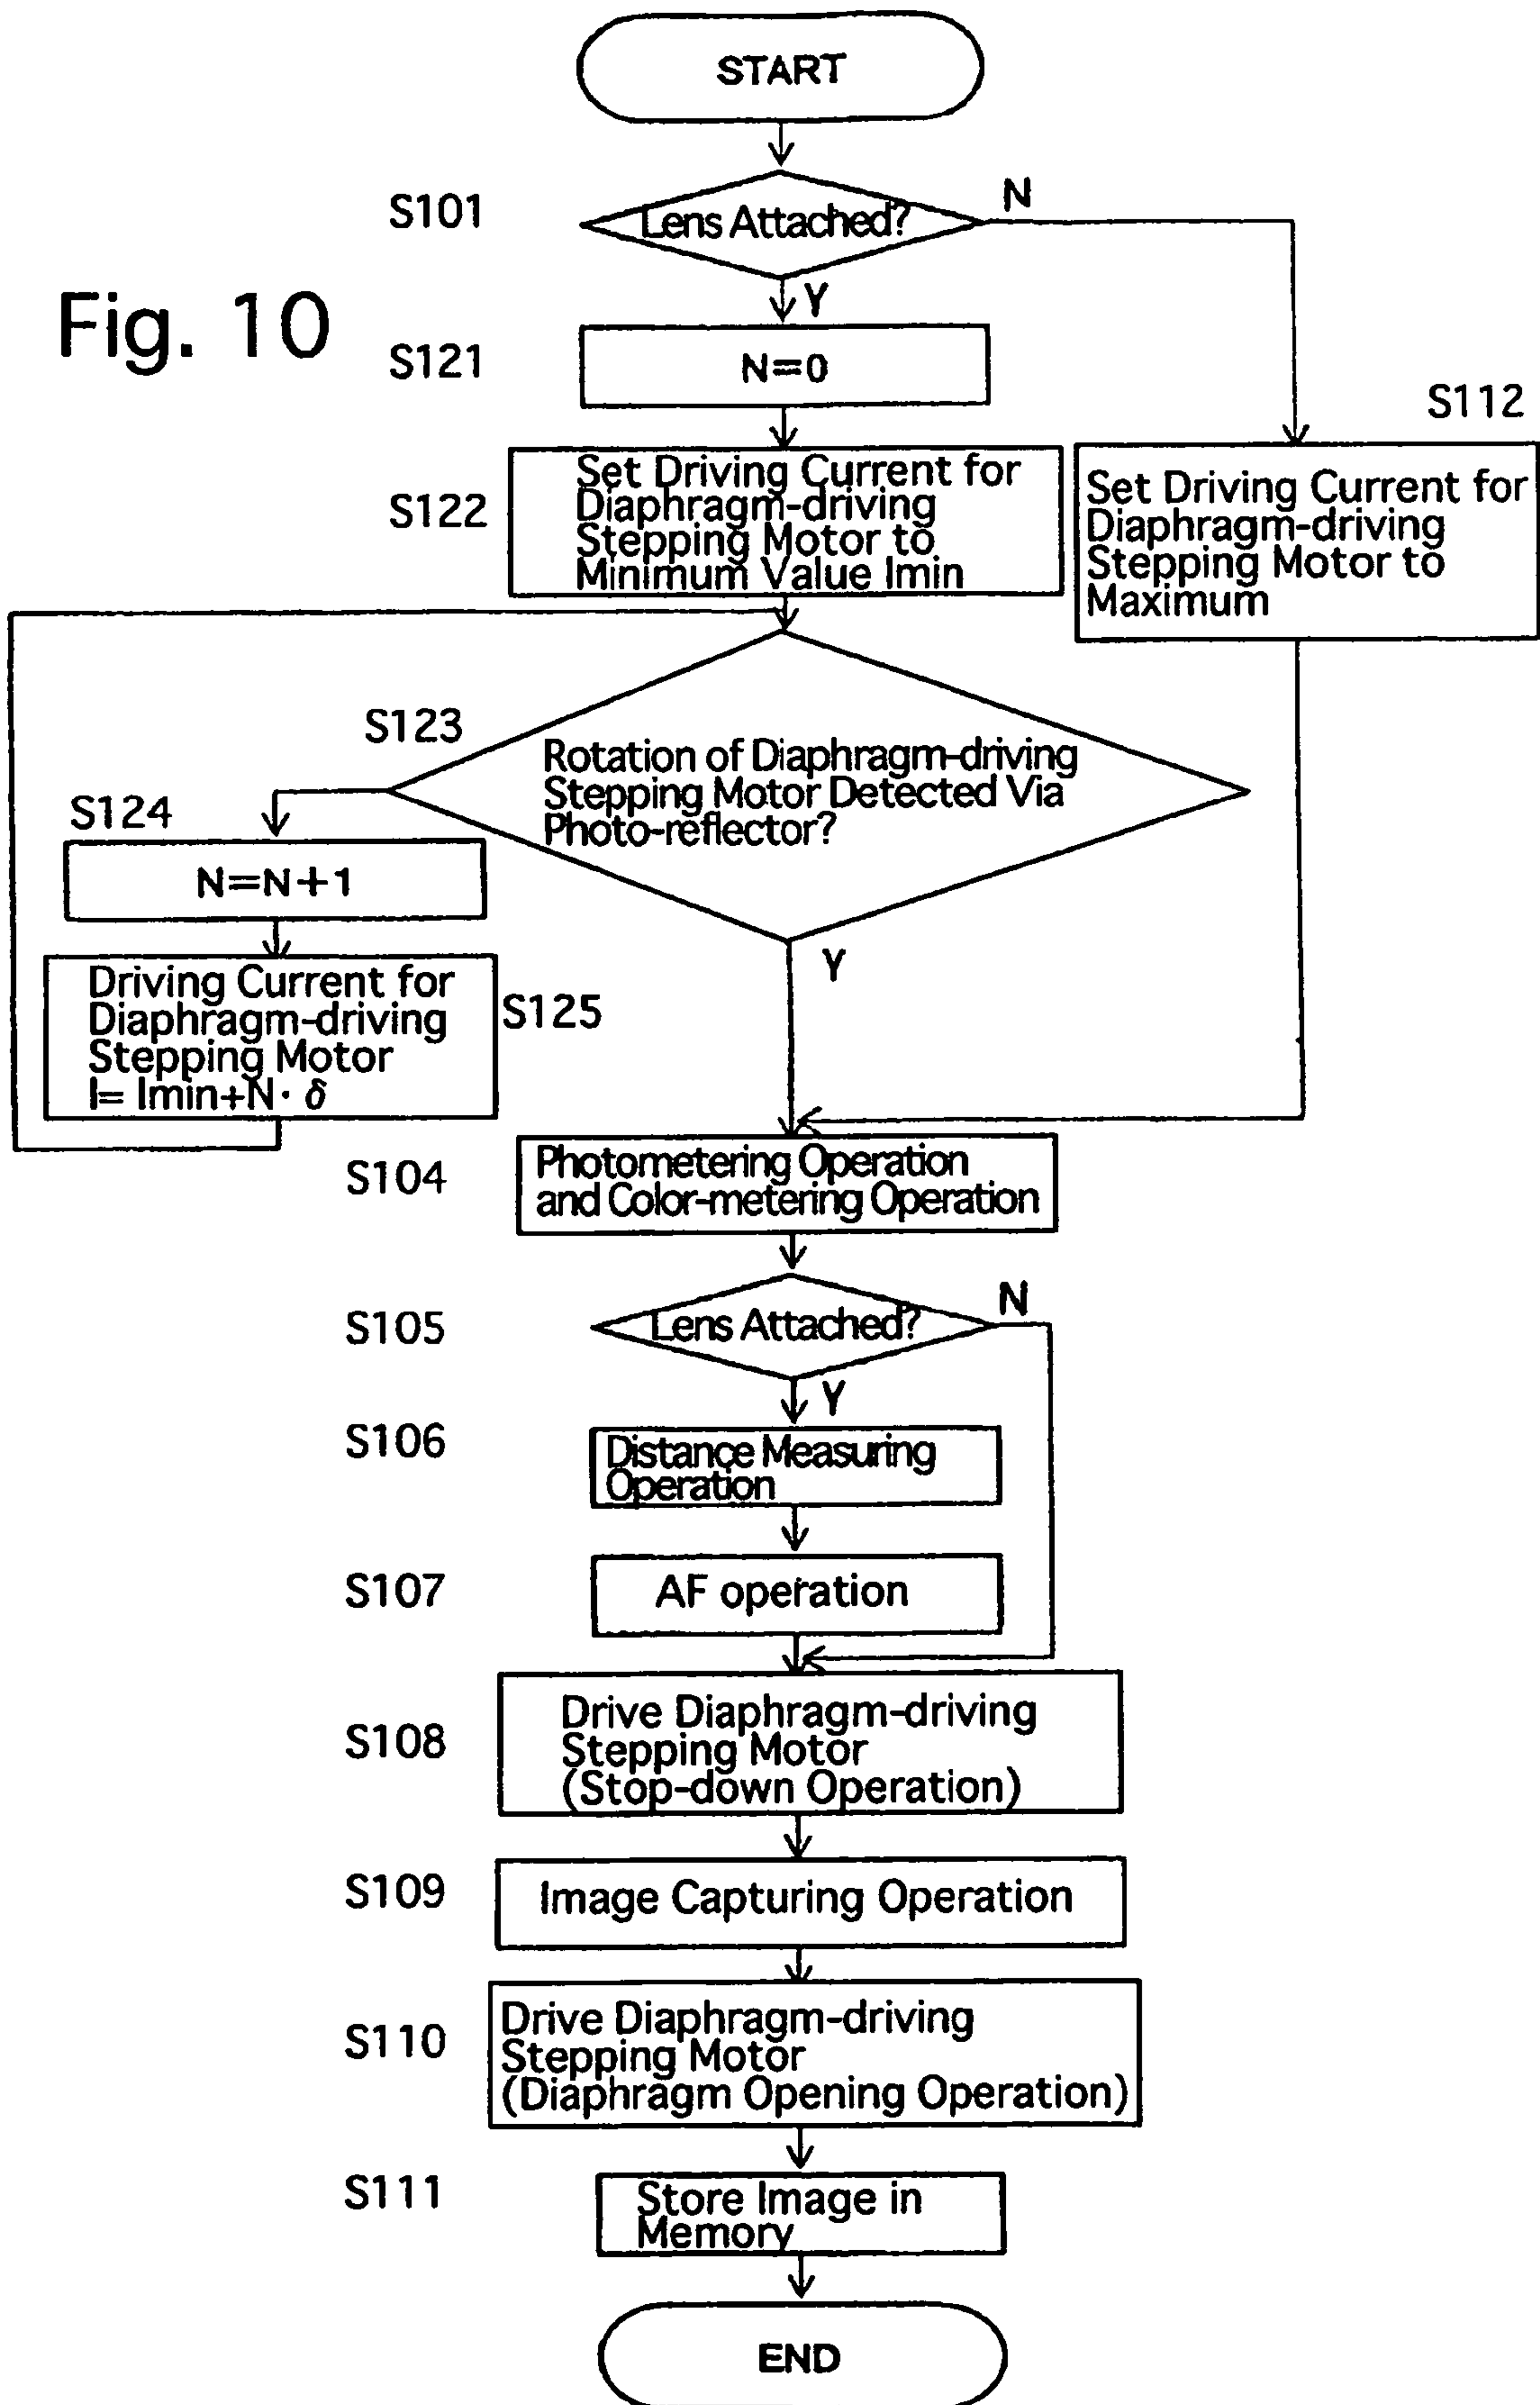 START
S101
Lens Attached?
N
Y
Fig. 10
S121
N=0
S112
S122
Set Driving Current for
Diaphragm-driving
Stepping Motor to
Minimum Value Imin
Set Driving Current for
Diaphragm-driving
Stepping Motor to
Maximum
S123
Rotation of Diaphragm-driving
Stepping Motor Detected Via
Photo-reflector?
S124
N=N+1
Y
Driving Current for
Diaphragm-driving
Stepping Motor
I= Imin+N· δ
S125
S104
Photometering Operation
and Color-metering Operation
S105
Lens Attached?
N
Y
S106
Distance Measuring
Operation
S107
AF operation
S108
Drive Diaphragm-driving
Stepping Motor
(Stop-down Operation)
S109
Image Capturing Operation
S110
Drive Diaphragm-driving
Stepping Motor
(Diaphragm Opening Operation)
S111
Store Image in
Memory
END